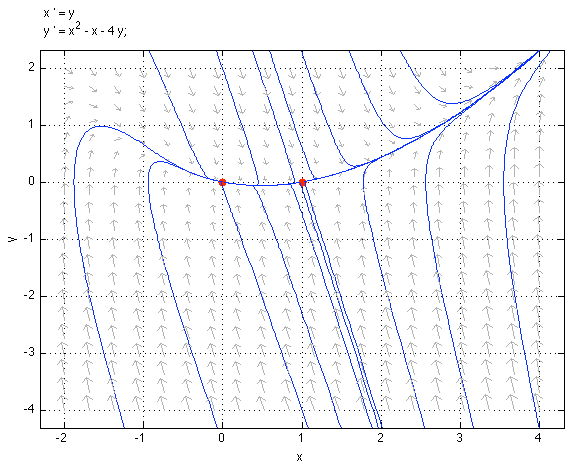 x ' = y
y ' = x² - x - 4 y;
2
1
0
-1
-2
-3
-4
y
-2 -1 0 1 2 3 4
x